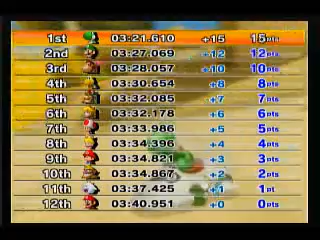 1st 03:21.610 +15 15pts
2nd 03:27.069 +12 12pts
3rd 03:28.057 +10 10pts
4th 03:30.654 +8 8pts
5th 03:32.085 +7 7pts
6th 03:32.178 +6 6pts
7th 03:33.986 +5 5pts
8th 03:34.396 +4 4pts
9th 03:34.821 +3 3pts
10th 03:34.867 +2 2pts
11th 03:37.425 +1 1pt
12th 03:40.951 +0 0pts